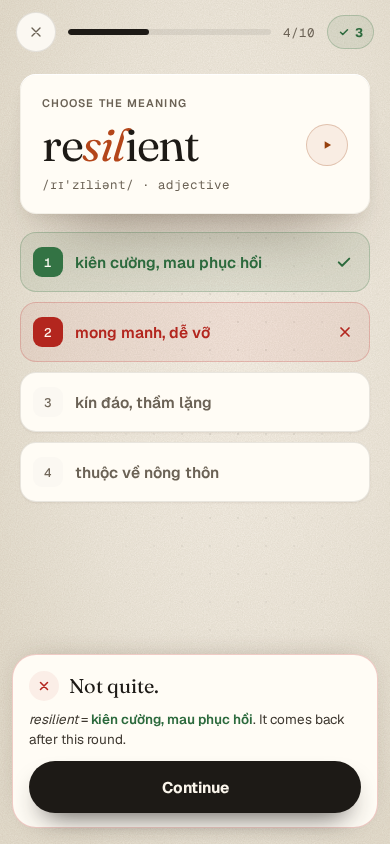 4/10
3
CHOOSE THE MEANING
resilient
/rɪˈzɪliənt/ · adjective
1 kiên cường, mau phục hồi
2 mong manh, dễ vỡ
3 kín đáo, thầm lặng
4 thuộc về nông thôn
Not quite.
resilient = kiên cường, mau phục hồi. It comes back
after this round.
Continue